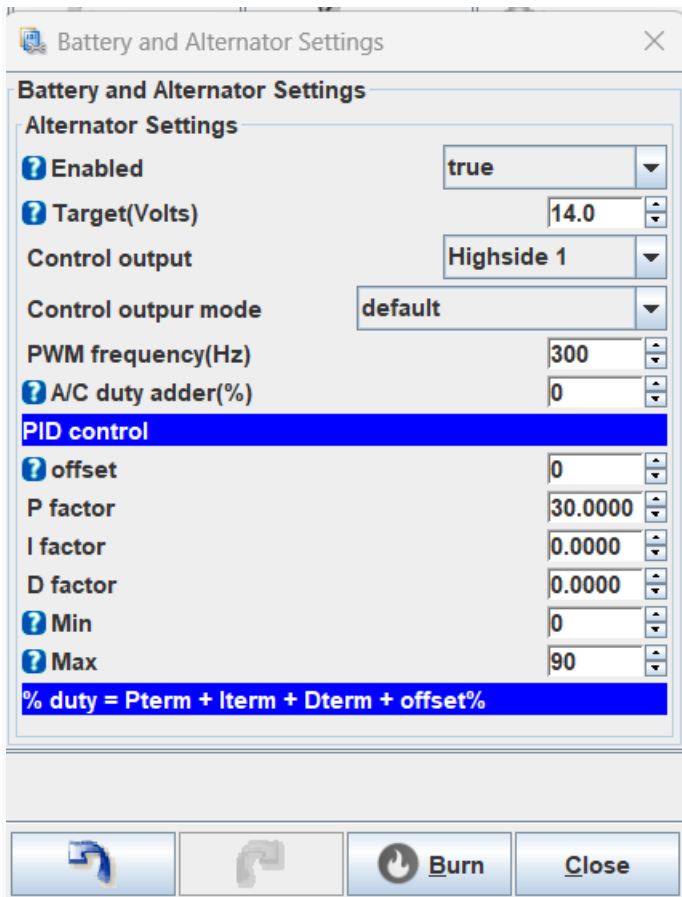 Battery and Alternator Settings
Battery and Alternator Settings
Alternator Settings
? Enabled true
? Target(Volts) 14.0
Control output Highside 1
Control outpur mode default
PWM frequency(Hz) 300
? A/C duty adder(%) 0
PID control
? offset 0
P factor 30.0000
I factor 0.0000
D factor 0.0000
? Min 0
? Max 90
% duty = Pterm + Iterm + Dterm + offset%
Burn Close